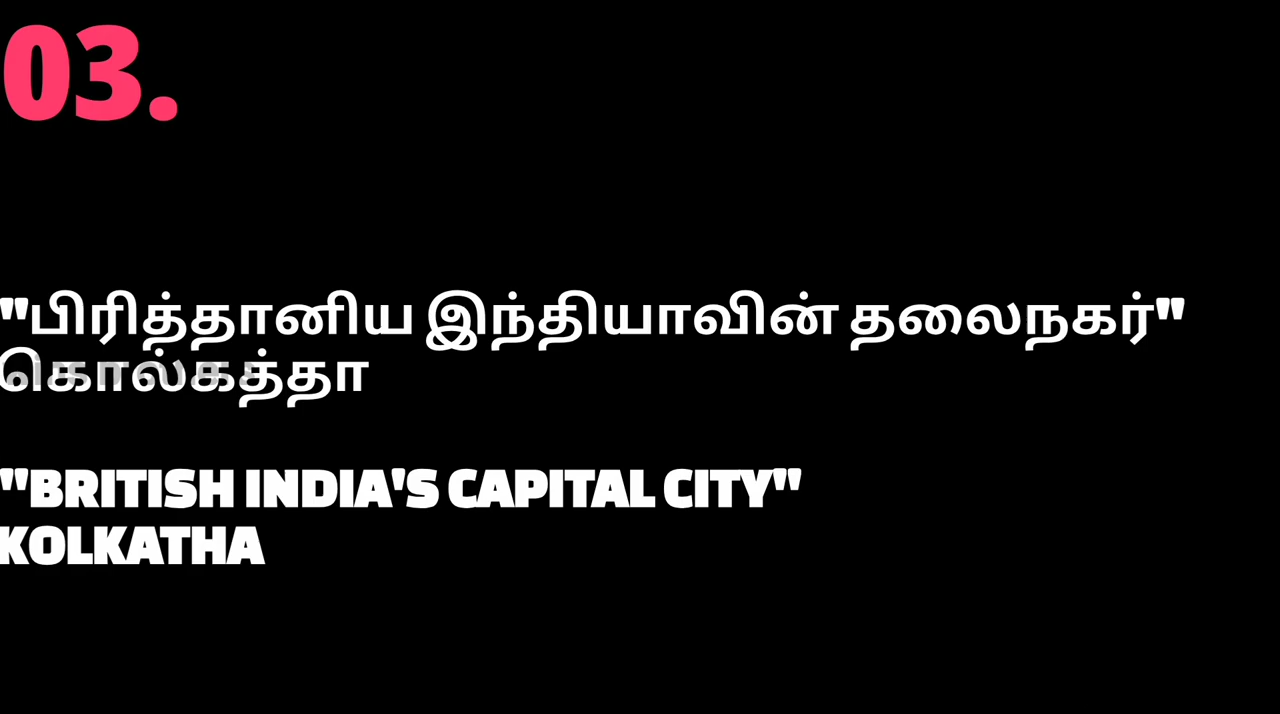 03.
"பிரித்தானிய இந்தியாவின் தலைநகர்"
கொல்கத்தா
"BRITISH INDIA'S CAPITAL CITY"
KOLKATHA